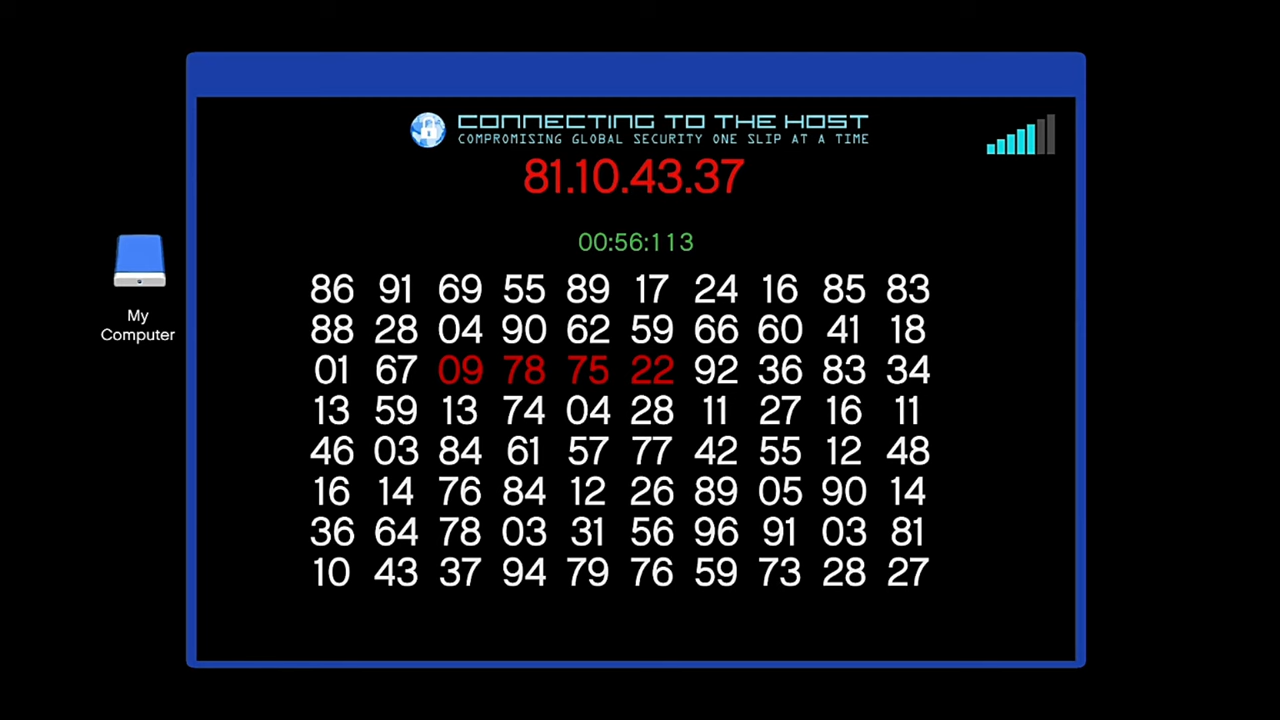 CONNECTING TO THE HOST
COMPROMISING GLOBAL SECURITY ONE SLIP AT A TIME
81.10.43.37
00:56:113
86 91 69 55 89 17 24 16 85 83
88 28 04 90 62 59 66 60 41 18
01 67 09 78 75 22 92 36 83 34
13 59 13 74 04 28 11 27 16 11
46 03 84 61 57 77 42 55 12 48
16 14 76 84 12 26 89 05 90 14
36 64 78 03 31 56 96 91 03 81
10 43 37 94 79 76 59 73 28 27
My
Computer